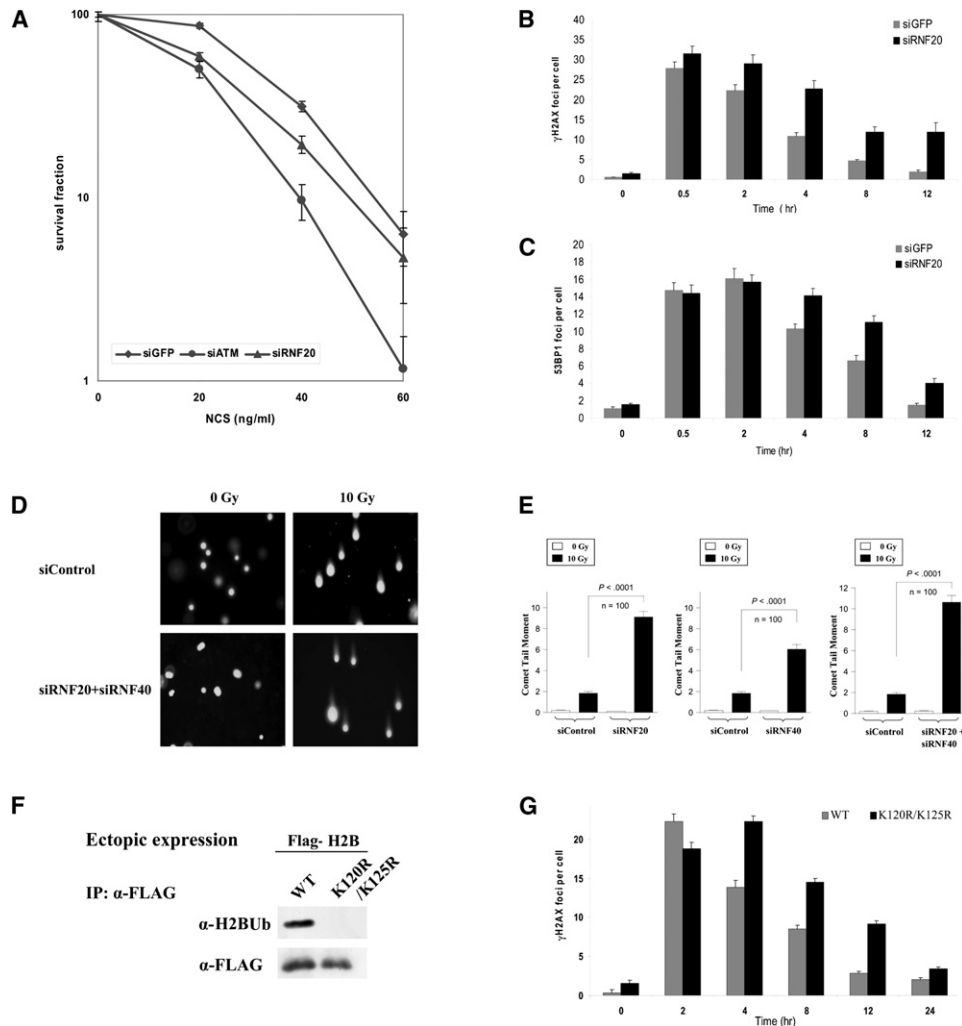 A
100
10
1
survival fraction
siGFP siATM siRNF20
0 20 40 60
NCS (ng/ml)
B
siGFP
siRNF20
40
35
30
25
20
15
10
5
0
γH2AX foci per cell
0 0.5 2 4 8 12
Time ( hr)
C
siGFP
siRNF20
20
18
16
14
12
10
8
6
4
2
0
53BP1 foci per cell
0 0.5 2 4 8 12
Time (hr)
D
0 Gy 10 Gy
siControl
siRNF20+siRNF40
E
0 Gy
10 Gy
P < .0001
n = 100
10
8
6
4
2
0
Comet Tail Moment
siControl siRNF20
0 Gy
10 Gy
P < .0001
n = 100
10
8
6
4
2
0
Comet Tail Moment
siControl siRNF40
0 Gy
10 Gy
P < .0001
n = 100
12
10
8
6
4
2
0
Comet Tail Moment
siControl siRNF20 +
siRNF40
F
Ectopic expression
Flag- H2B
IP: α-FLAG
WT
K120R
/K125R
α-H2BUb
α-FLAG
G
WT K120R/K125R
20
15
10
5
0
γH2AX foci per cell
0 2 4 8 12 24
Time (hr)